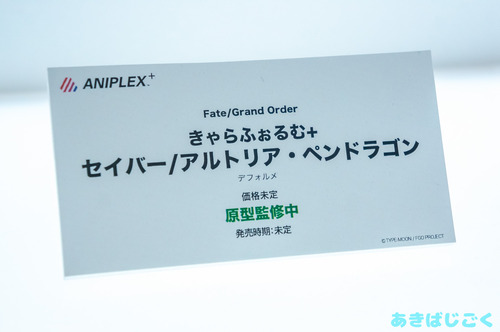 ANIPLEX+
Fate/Grand Order
きゃらふぉるむ+
セイバー/アルトリア・ペンドラゴン
デフォルメ
価格未定
原型監修中
発売時期:未定
©TYPE-MOON / FGO PROJECT
あきばじごく